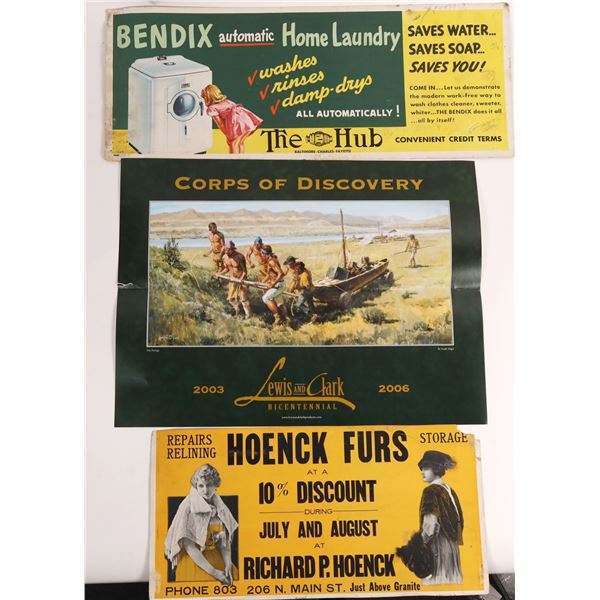 BENDIX automatic Home Laundry
washes
rinses
damp-drys
ALL AUTOMATICALLY!
The Hub
BALTIMORE-CHARLES-FAYETTE
SAVES WATER...
SAVES SOAP...
SAVES YOU!
COME IN...Let us demonstrate
the modern work-free way to
wash clothes cleaner, sweeter,
whiter...THE BENDIX does it all
...all by itself!
CONVENIENT CREDIT TERMS
CORPS OF DISCOVERY
2003 Lewis AND Clark 2006
BICENTENNIAL
REPAIRS
RELINING
HOENCK FURS
STORAGE
AT A
10% DISCOUNT
DURING
JULY AND AUGUST
AT
RICHARD P. HOENCK
PHONE 803 206 N. MAIN ST. Just Above Granite